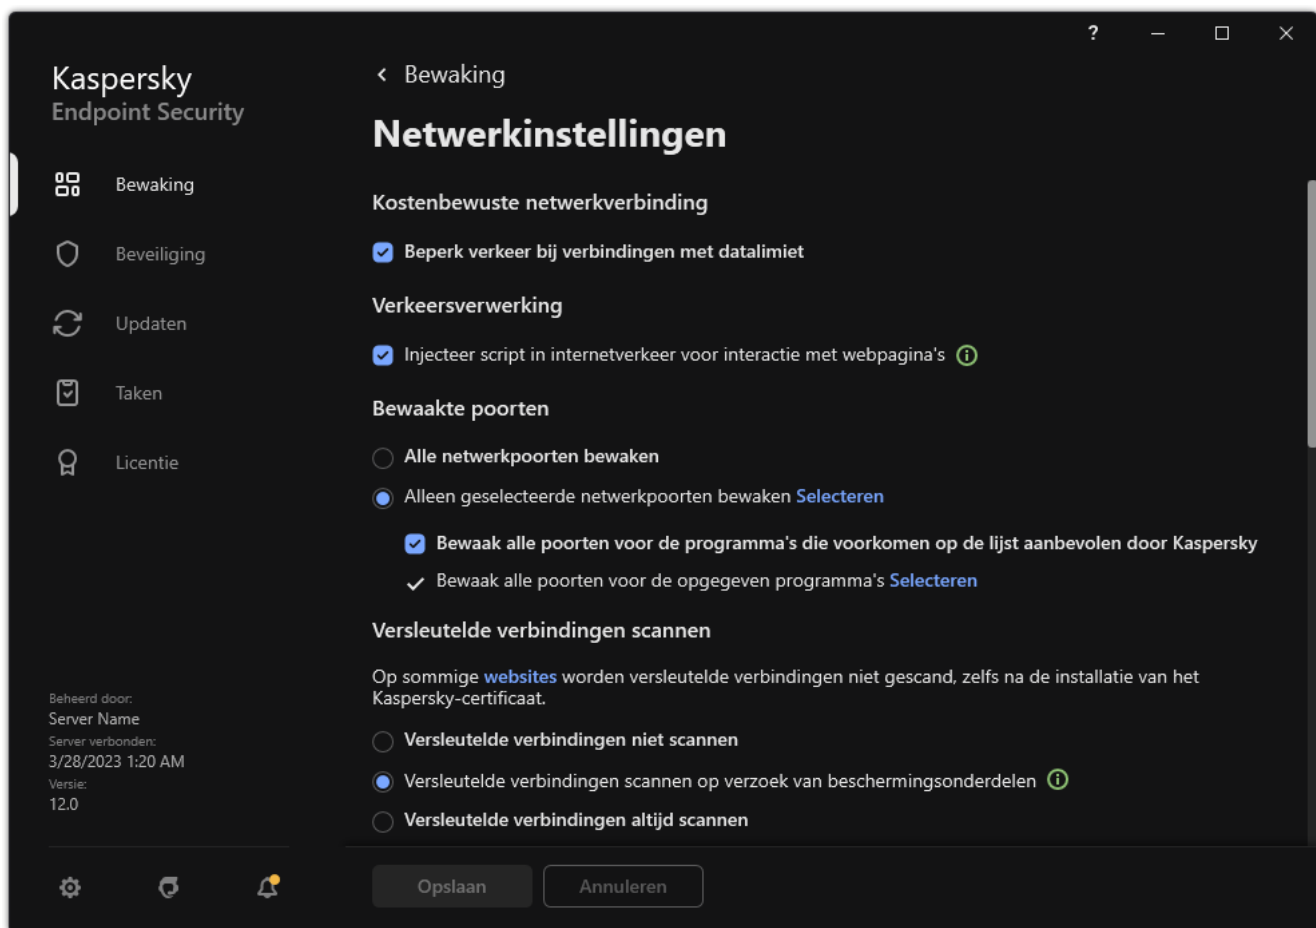 ?
Kaspersky
Endpoint Security
Bewaking
Beveiliging
Updaten
Taken
Licentie
Beheerd door:
Server Name
Server verbonden:
3/28/2023 1:20 AM
Versie:
12.0
Bewaking
Netwerkinstellingen
Kostenbewuste netwerkverbinding
Beperk verkeer bij verbindingen met datalimiet
Verkeersverwerking
Injecteer script in internetverkeer voor interactie met webpagina's
Bewaakte poorten
Alle netwerkpoorten bewaken
Alleen geselecteerde netwerkpoorten bewaken Selecteren
Bewaak alle poorten voor de programma's die voorkomen op de lijst aanbevolen door Kaspersky
Bewaak alle poorten voor de opgegeven programma's Selecteren
Versleutelde verbindingen scannen
Op sommige websites worden versleutelde verbindingen niet gescand, zelfs na de installatie van het
Kaspersky-certificaat.
Versleutelde verbindingen niet scannen
Versleutelde verbindingen scannen op verzoek van beschermingsonderdelen
Versleutelde verbindingen altijd scannen
Opslaan
Annuleren